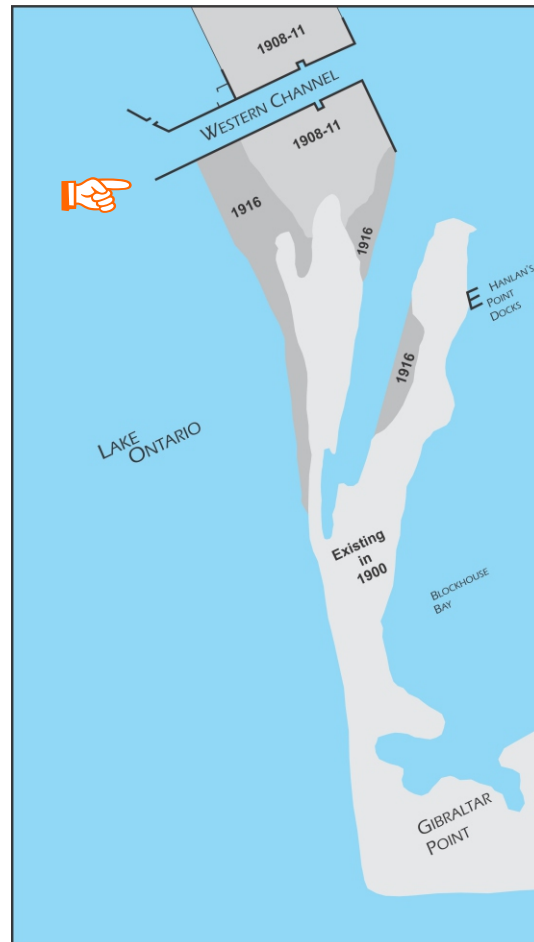 1908-11
WESTERN CHANNEL
1908-11
1916
1916
HANLAN'S
POINT
DOCKS
1916
LAKE
ONTARIO
Existing
in
1900
BLOCKHOUSE
BAY
GIBRALTAR
POINT